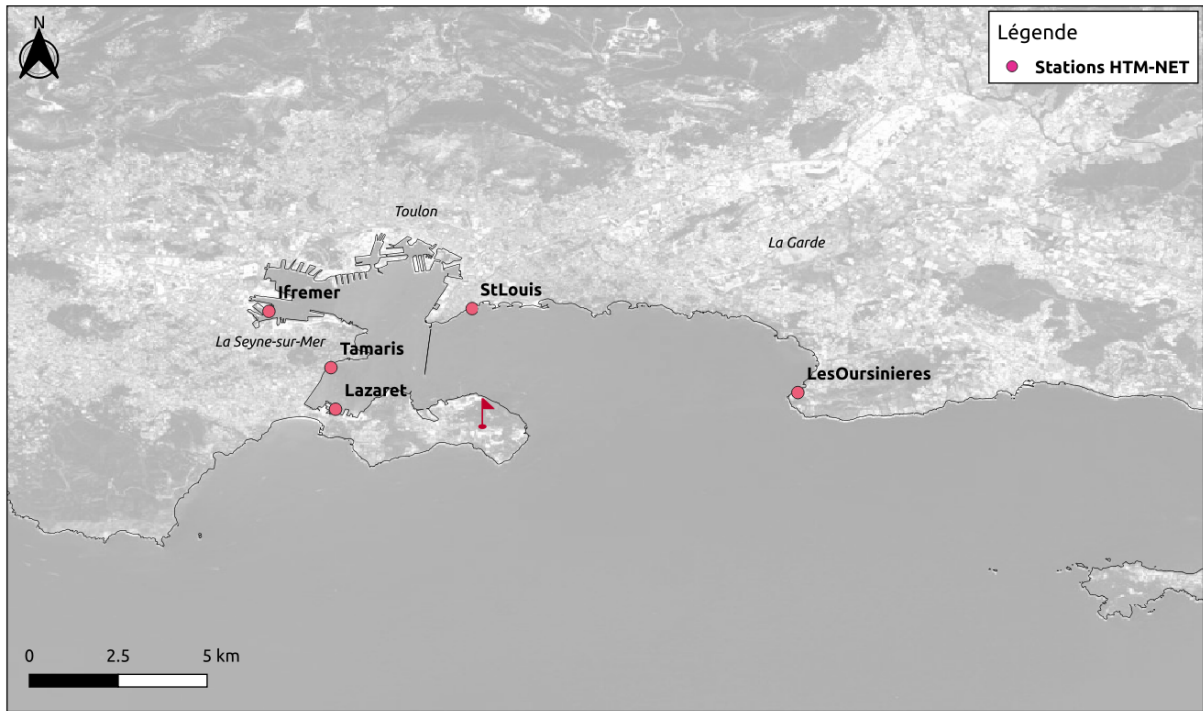 N
Légende
Stations HTM-NET
Toulon
La Garde
Ifremer
StLouis
La Seyne-sur-Mer
Tamaris
LesOursinieres
Lazaret
0 2.5 5 km